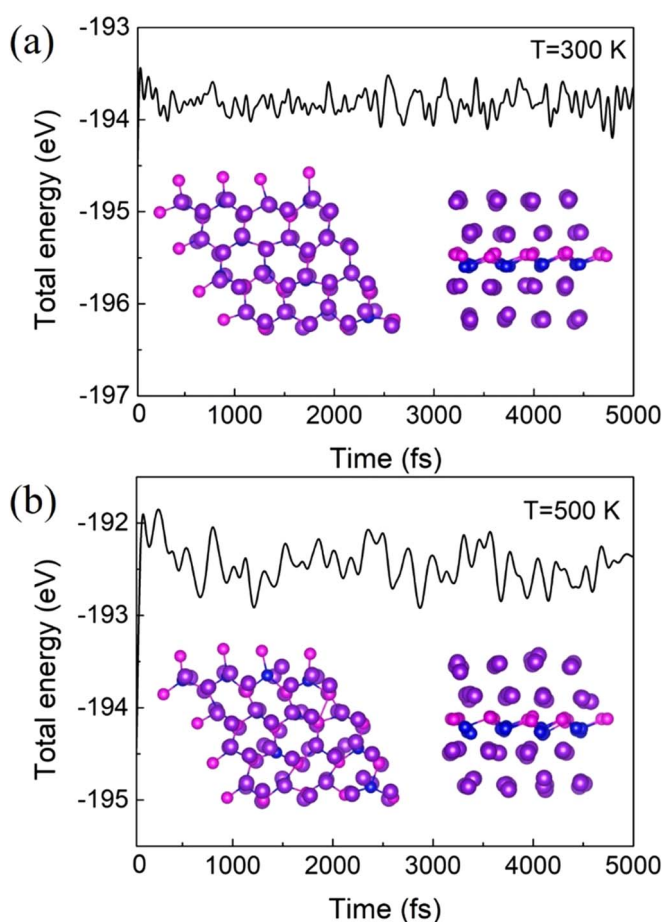 (a)
-193
T=300 K
-194
-195
-196
-197
Total energy (eV)
0 1000 2000 3000 4000 5000
Time (fs)
(b)
-192
T=500 K
-193
-194
-195
Total energy (eV)
0 1000 2000 3000 4000 5000
Time (fs)